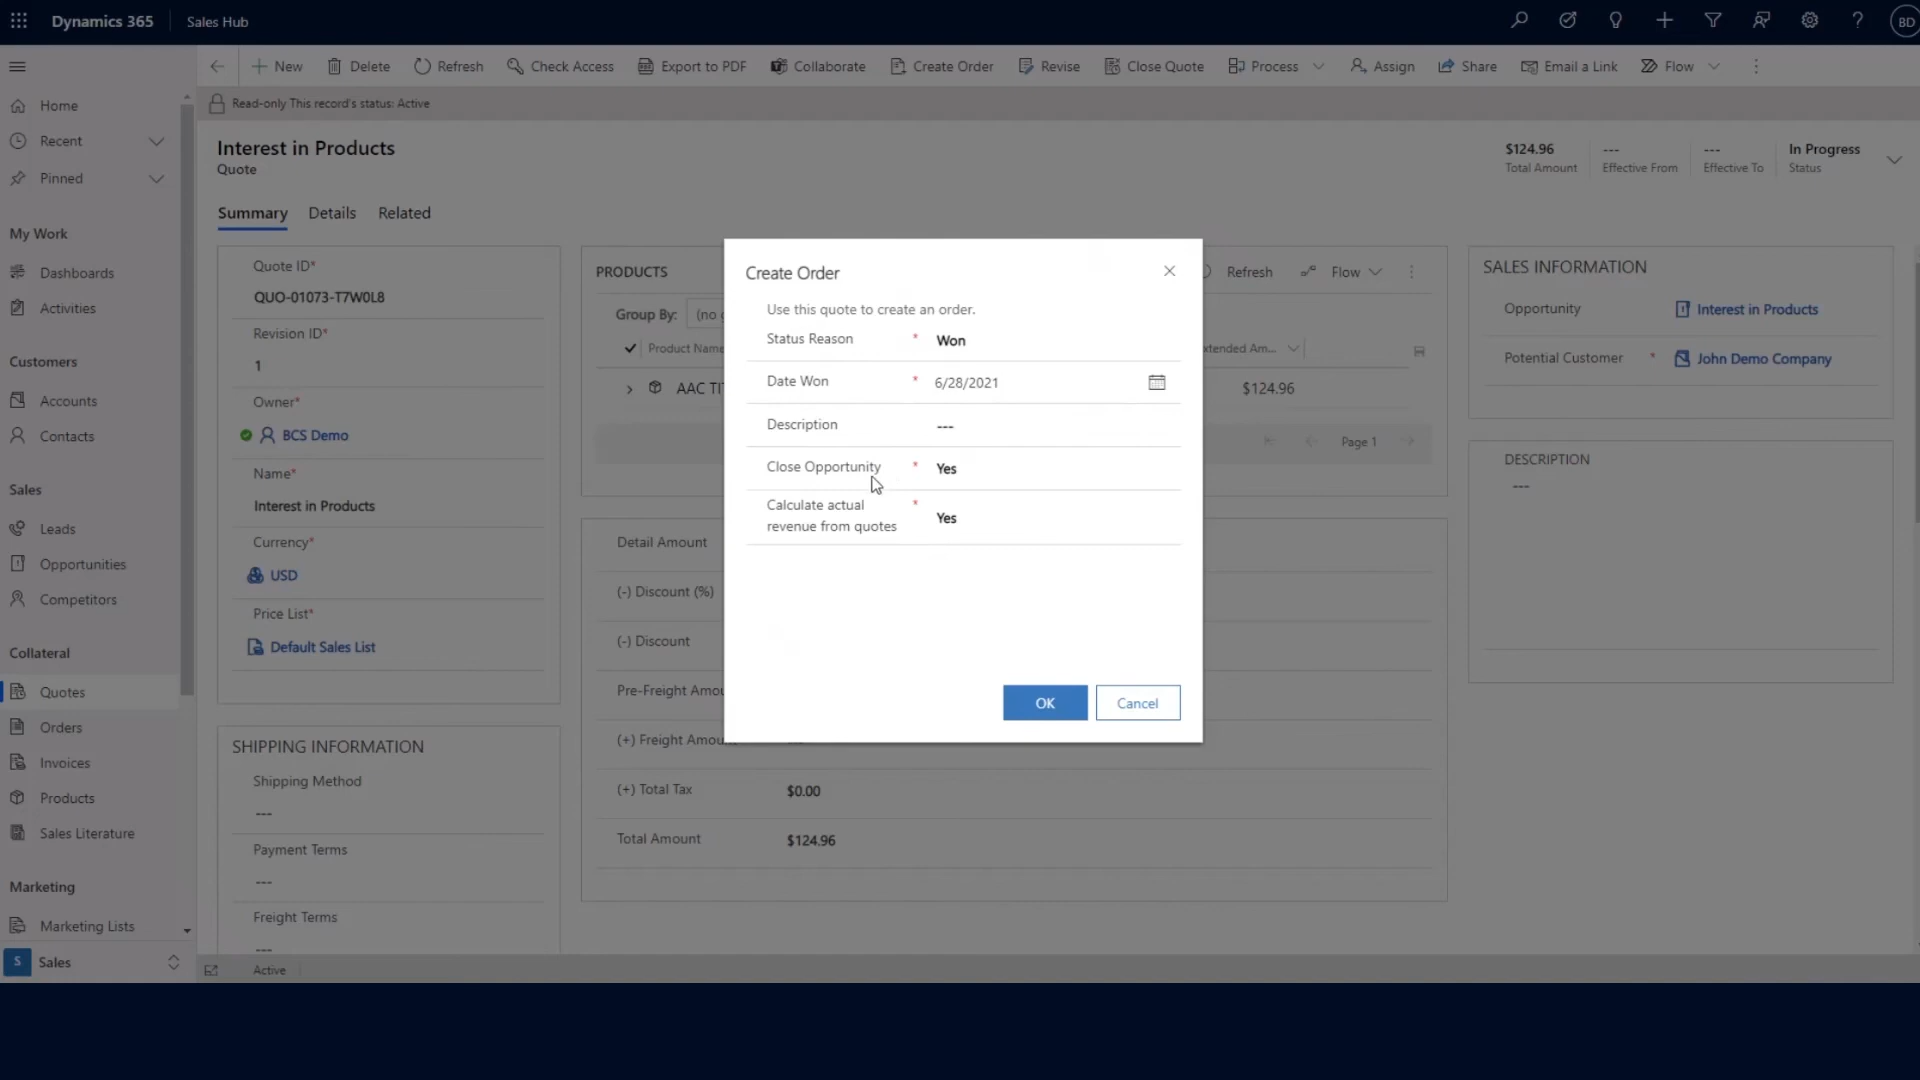 Dynamics 365
Sales Hub
BD
New
Delete
Refresh
Check Access
Export to PDF
Collaborate
Create Order
Revise
Close Quote
Process
Assign
Share
Email a Link
Flow
Read-only This record's status: Active
Home
Recent
Pinned
My Work
Dashboards
Activities
Customers
Accounts
Contacts
Sales
Leads
Opportunities
Competitors
Collateral
Quotes
Orders
Invoices
Products
Sales Literature
Marketing
Marketing Lists
S Sales
Interest in Products
Quote
$124.96
Total Amount
---
Effective From
---
Effective To
In Progress
Status
Summary
Details
Related
Quote ID*
QUO-01073-T7W0L8
Revision ID*
1
Owner*
BCS Demo
Name*
Interest in Products
Currency*
USD
Price List*
Default Sales List
SHIPPING INFORMATION
Shipping Method
---
Payment Terms
---
Freight Terms
---
PRODUCTS
Refresh
Flow
Group By:
(no
Product Name
xtended Am...
AAC
$124.96
Page 1
Detail Amount
(-) Discount (%)
(-) Discount
Pre-Freight Amou
(+) Freight Amou
(+) Total Tax
$0.00
Total Amount
$124.96
Create Order
Use this quote to create an order.
Status Reason * Won
Date Won * 6/28/2021
Description ---
Close Opportunity * Yes
Calculate actual
revenue from quotes * Yes
OK
Cancel
SALES INFORMATION
Opportunity
Interest in Products
Potential Customer *
John Demo Company
DESCRIPTION
---
Active